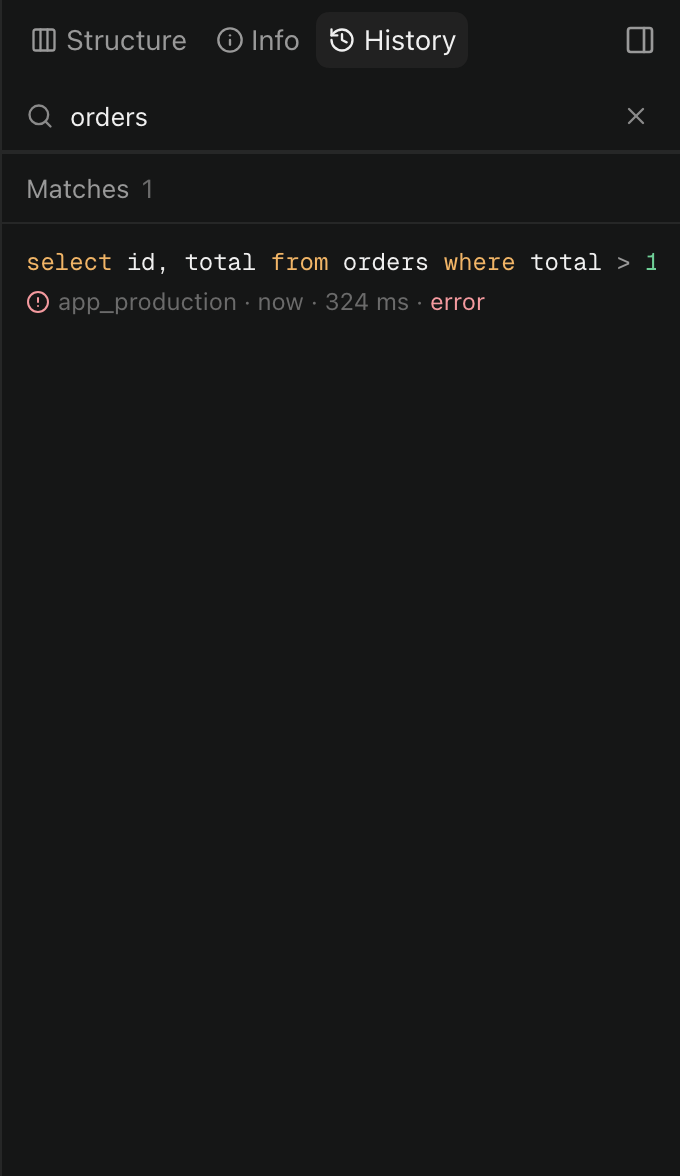 Structure Info History
orders
Matches 1
select id, total from orders where total > 1
app_production · now · 324 ms · error